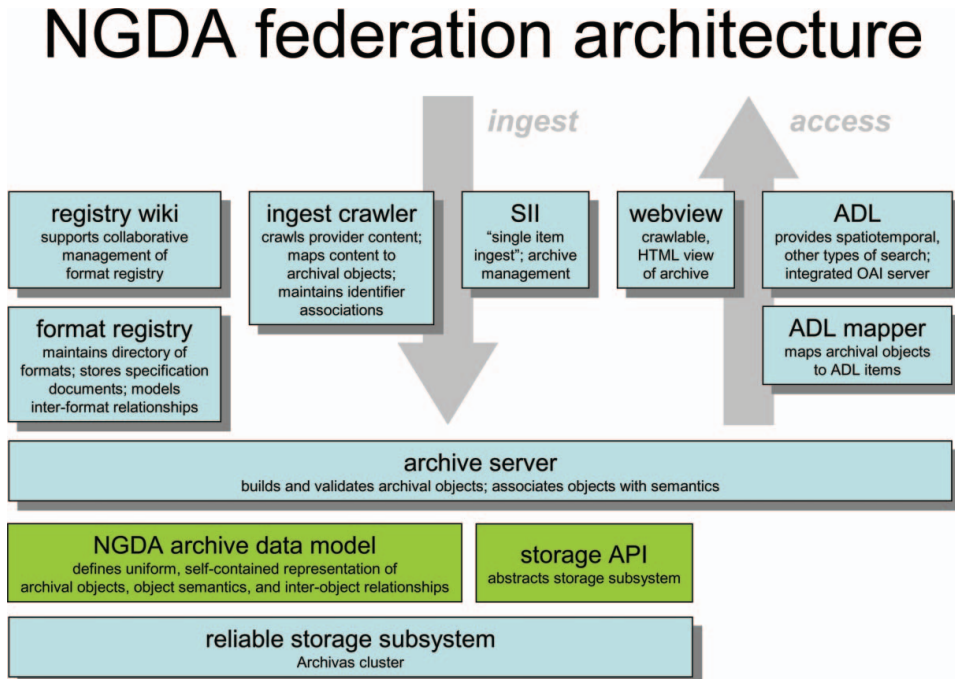 NGDA federation architecture
ingest
access
registry wiki
supports collaborative
management of
format registry
ingest crawler
crawls provider content;
maps content to
archival objects;
maintains identifier
associations
SII
“single item
ingest”; archive
management
webview
crawlable,
HTML view
of archive
ADL
provides spatiotemporal,
other types of search;
integrated OAI server
format registry
maintains directory of
formats; stores specification
documents; models
inter-format relationships
ADL mapper
maps archival objects
to ADL items
archive server
builds and validates archival objects; associates objects with semantics
NGDA archive data model
defines uniform, self-contained representation of
archival objects, object semantics, and inter-object relationships
storage API
abstracts storage subsystem
reliable storage subsystem
Archivas cluster